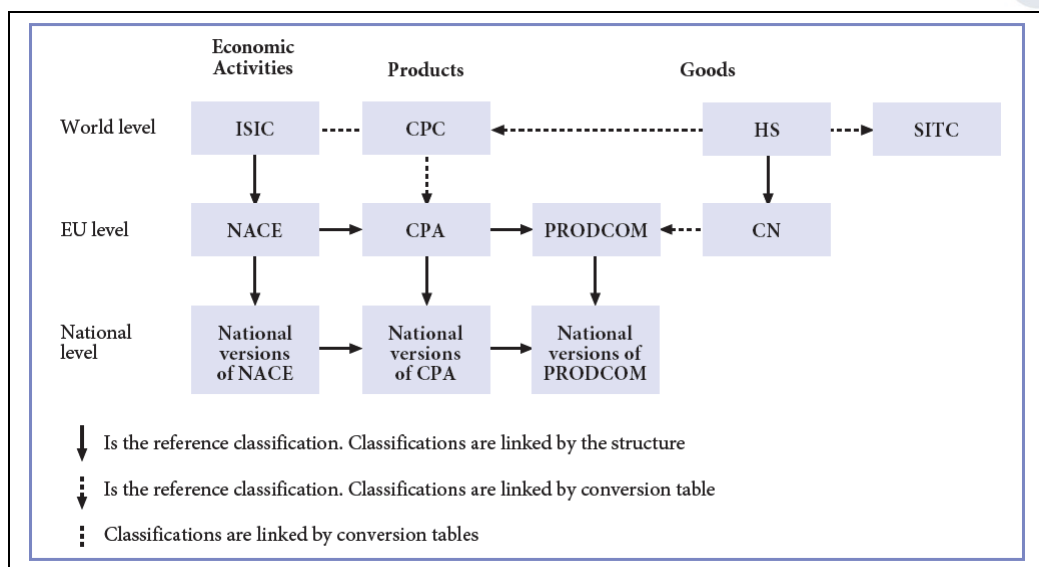 Economic
Activities
Products
Goods
World level
ISIC
CPC
HS
SITC
EU level
NACE
CPA
PRODCOM
CN
National
level
National
versions
of NACE
National
versions
of CPA
National
versions of
PRODCOM
Is the reference classification. Classifications are linked by the structure
Is the reference classification. Classifications are linked by conversion table
Classifications are linked by conversion tables